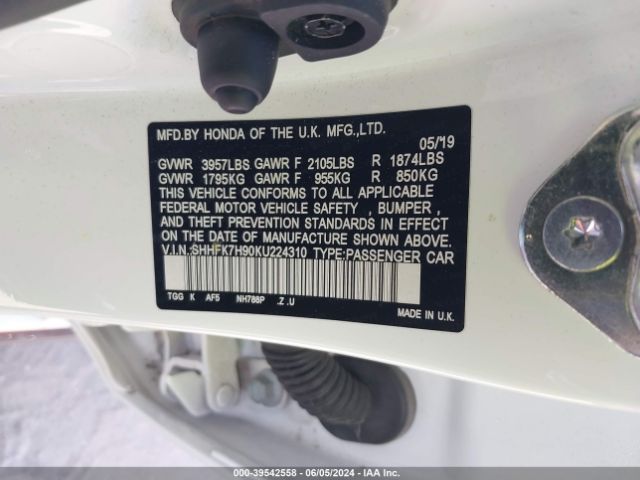 MFD.BY HONDA OF THE U.K. MFG.,LTD.
05/19
GVWR 3957LBS GAWR F 2105LBS R 1874LBS
GVWR 1795KG GAWR F 955KG R 850KG
THIS VEHICLE CONFORMS TO ALL APPLICABLE
FEDERAL MOTOR VEHICLE SAFETY , BUMPER ,
AND THEFT PREVENTION STANDARDS IN EFFECT
ON THE DATE OF MANUFACTURE SHOWN ABOVE.
V.I.N.:SHHFK7H90KU224310 TYPE:PASSENGER CAR
TGG K AF5 NH788P .Z .U
MADE IN U.K.
000-39542558 - 06/05/2024 - IAA Inc.